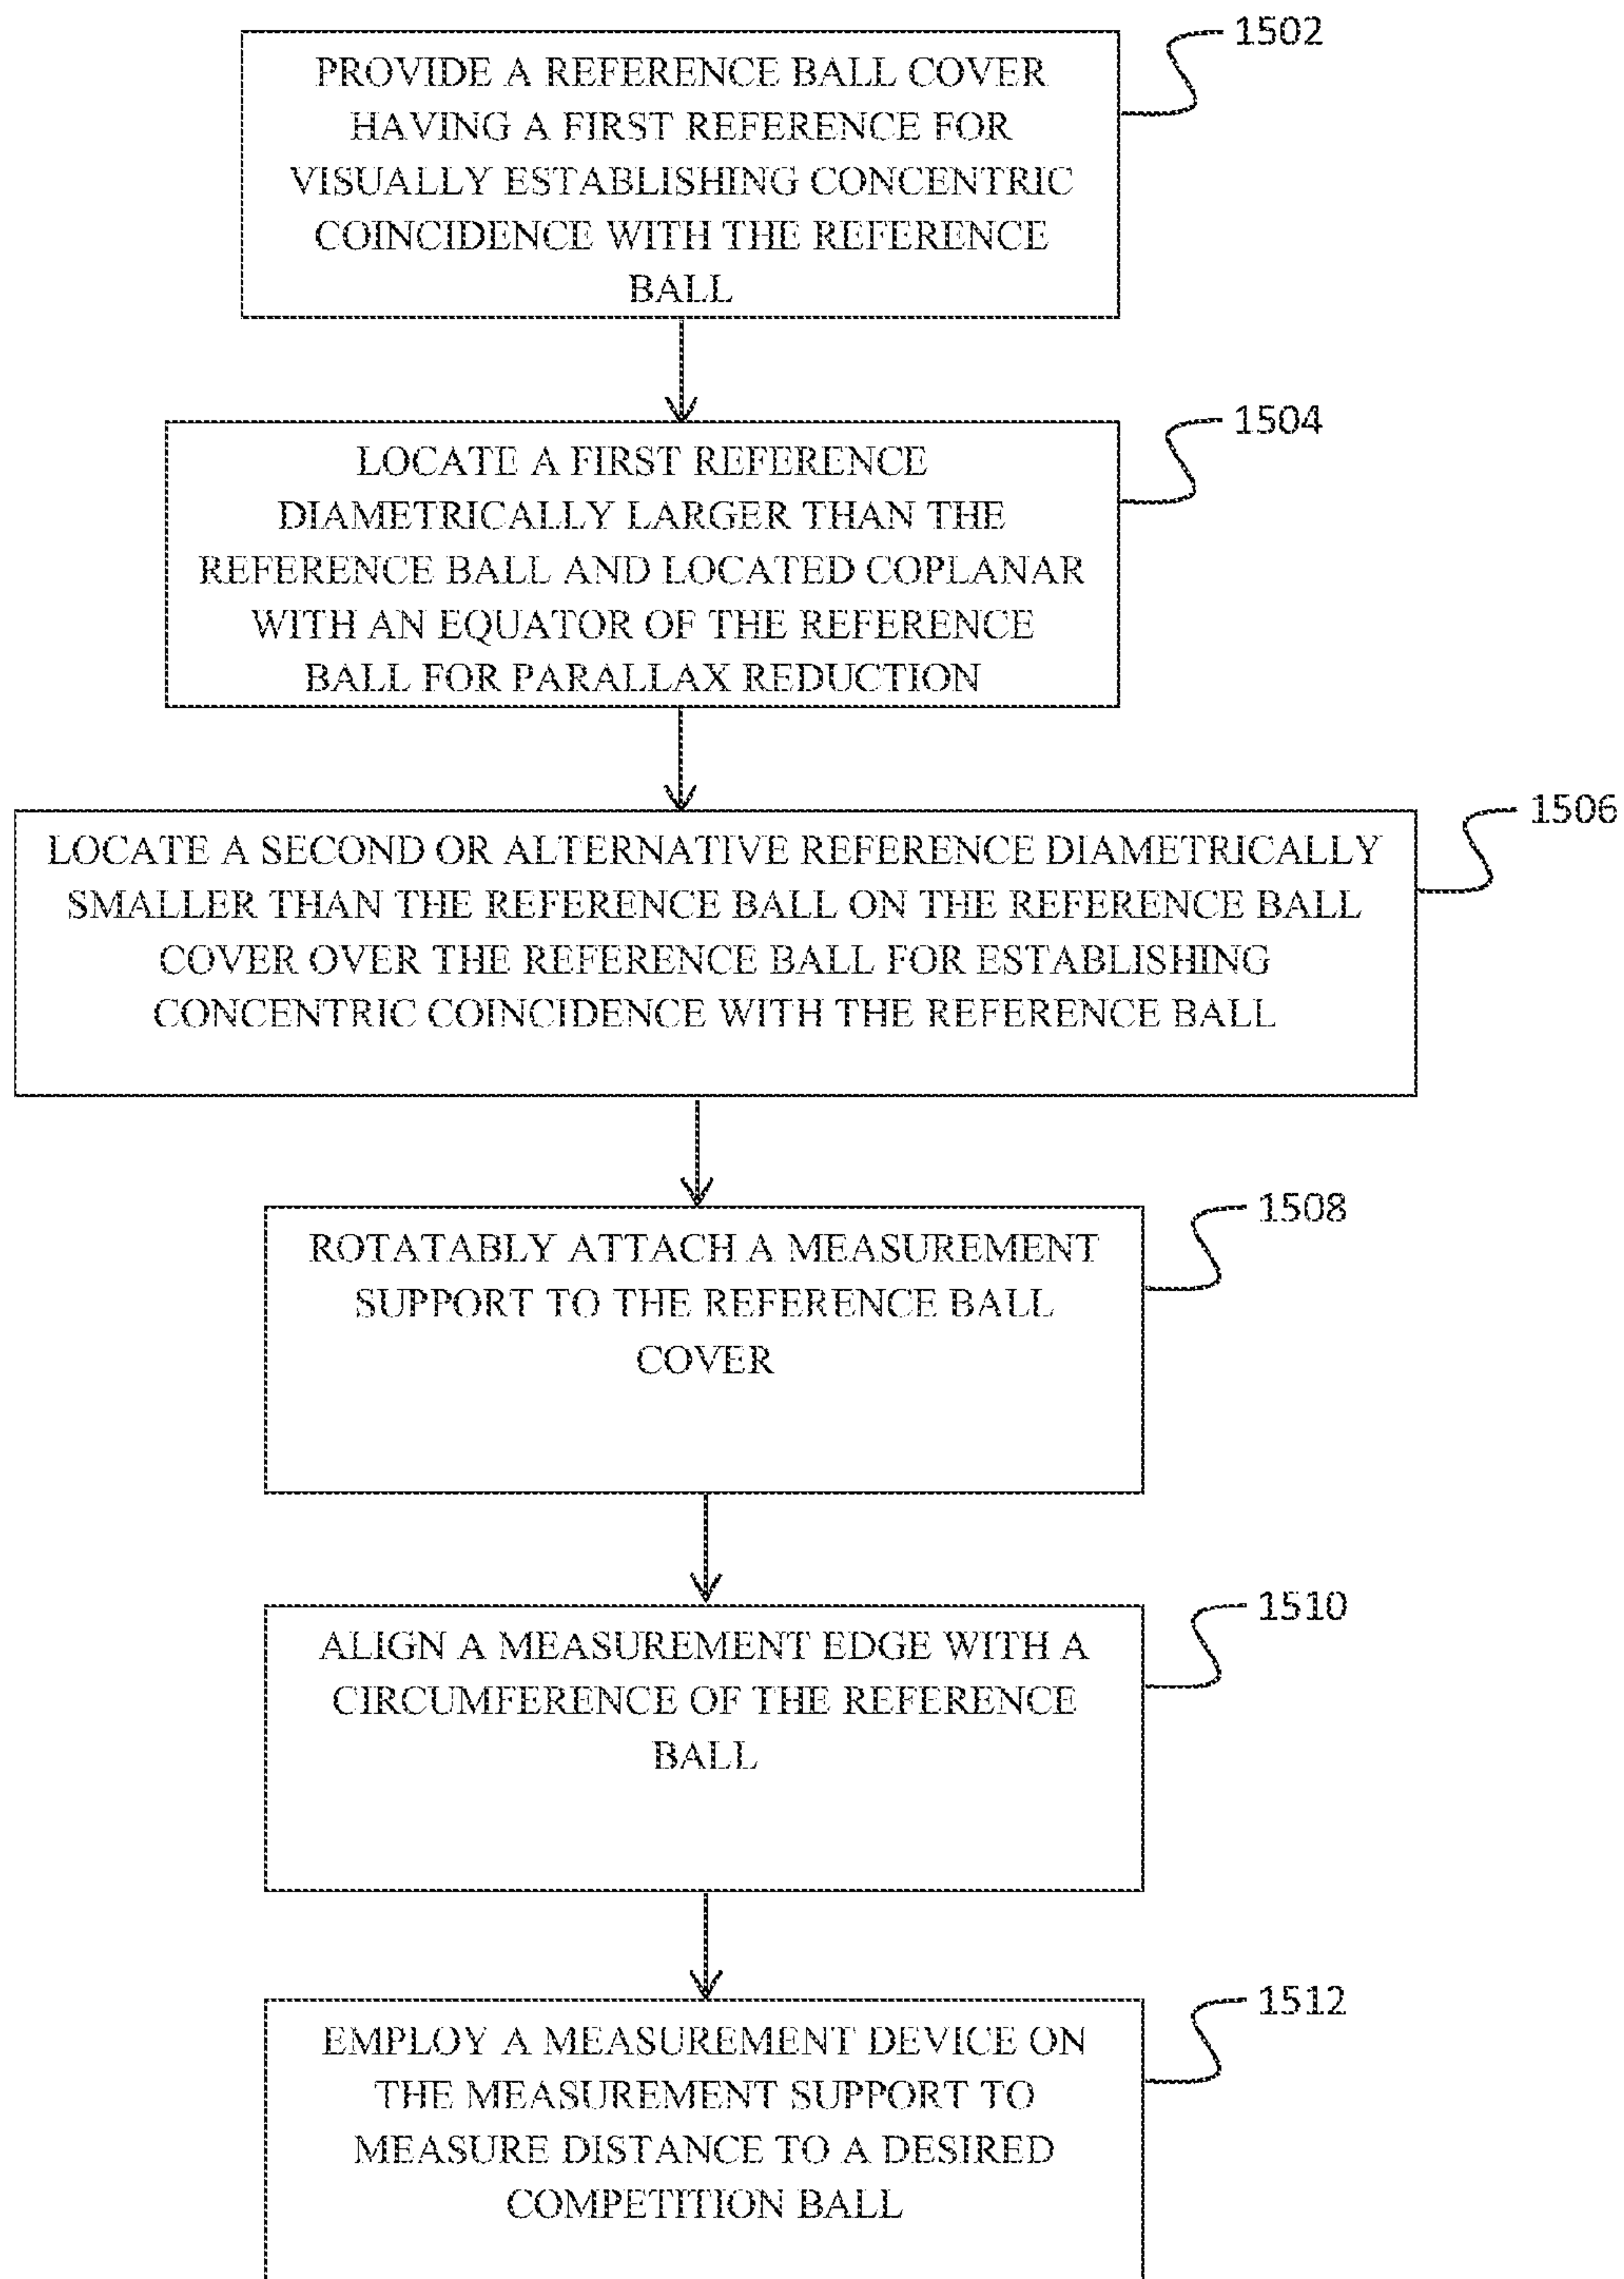 1502
PROVIDE A REFERENCE BALL COVER
HAVING A FIRST REFERENCE FOR
VISUALLY ESTABLISHING CONCENTRIC
COINCIDENCE WITH THE REFERENCE
BALL
1504
LOCATE A FIRST REFERENCE
DIAMETRICALLY LARGER THAN THE
REFERENCE BALL AND LOCATED COPLANAR
WITH AN EQUATOR OF THE REFERENCE
BALL FOR PARALLAX REDUCTION
1506
LOCATE A SECOND OR ALTERNATIVE REFERENCE DIAMETRICALLY
SMALLER THAN THE REFERENCE BALL ON THE REFERENCE BALL
COVER OVER THE REFERENCE BALL FOR ESTABLISHING
CONCENTRIC COINCIDENCE WITH THE REFERENCE BALL
1508
ROTATABLY ATTACH A MEASUREMENT
SUPPORT TO THE REFERENCE BALL
COVER
1510
ALIGN A MEASUREMENT EDGE WITH A
CIRCUMFERENCE OF THE REFERENCE
BALL
1512
EMPLOY A MEASUREMENT DEVICE ON
THE MEASUREMENT SUPPORT TO
MEASURE DISTANCE TO A DESIRED
COMPETITION BALL